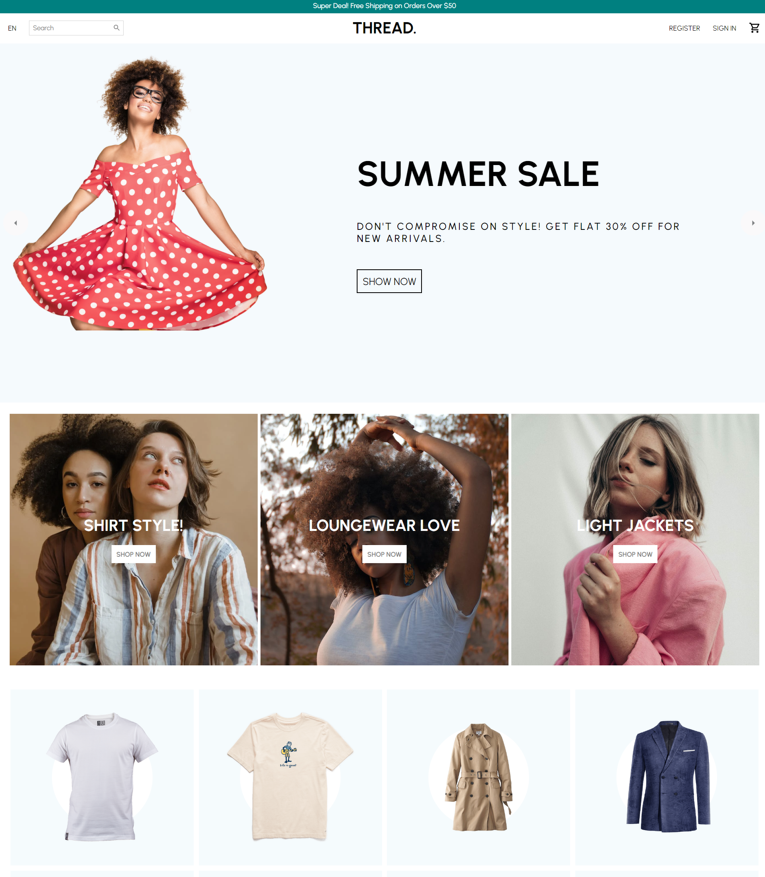 Super Deal! Free Shipping on Orders Over $50
EN
Search
THREAD.
REGISTER
SIGN IN
SUMMER SALE
DON'T COMPROMISE ON STYLE! GET FLAT 30% OFF FOR
NEW ARRIVALS.
SHOW NOW
SHIRT STYLE!
SHOP NOW
LOUNGEWEAR LOVE
SHOP NOW
LIGHT JACKETS
SHOP NOW